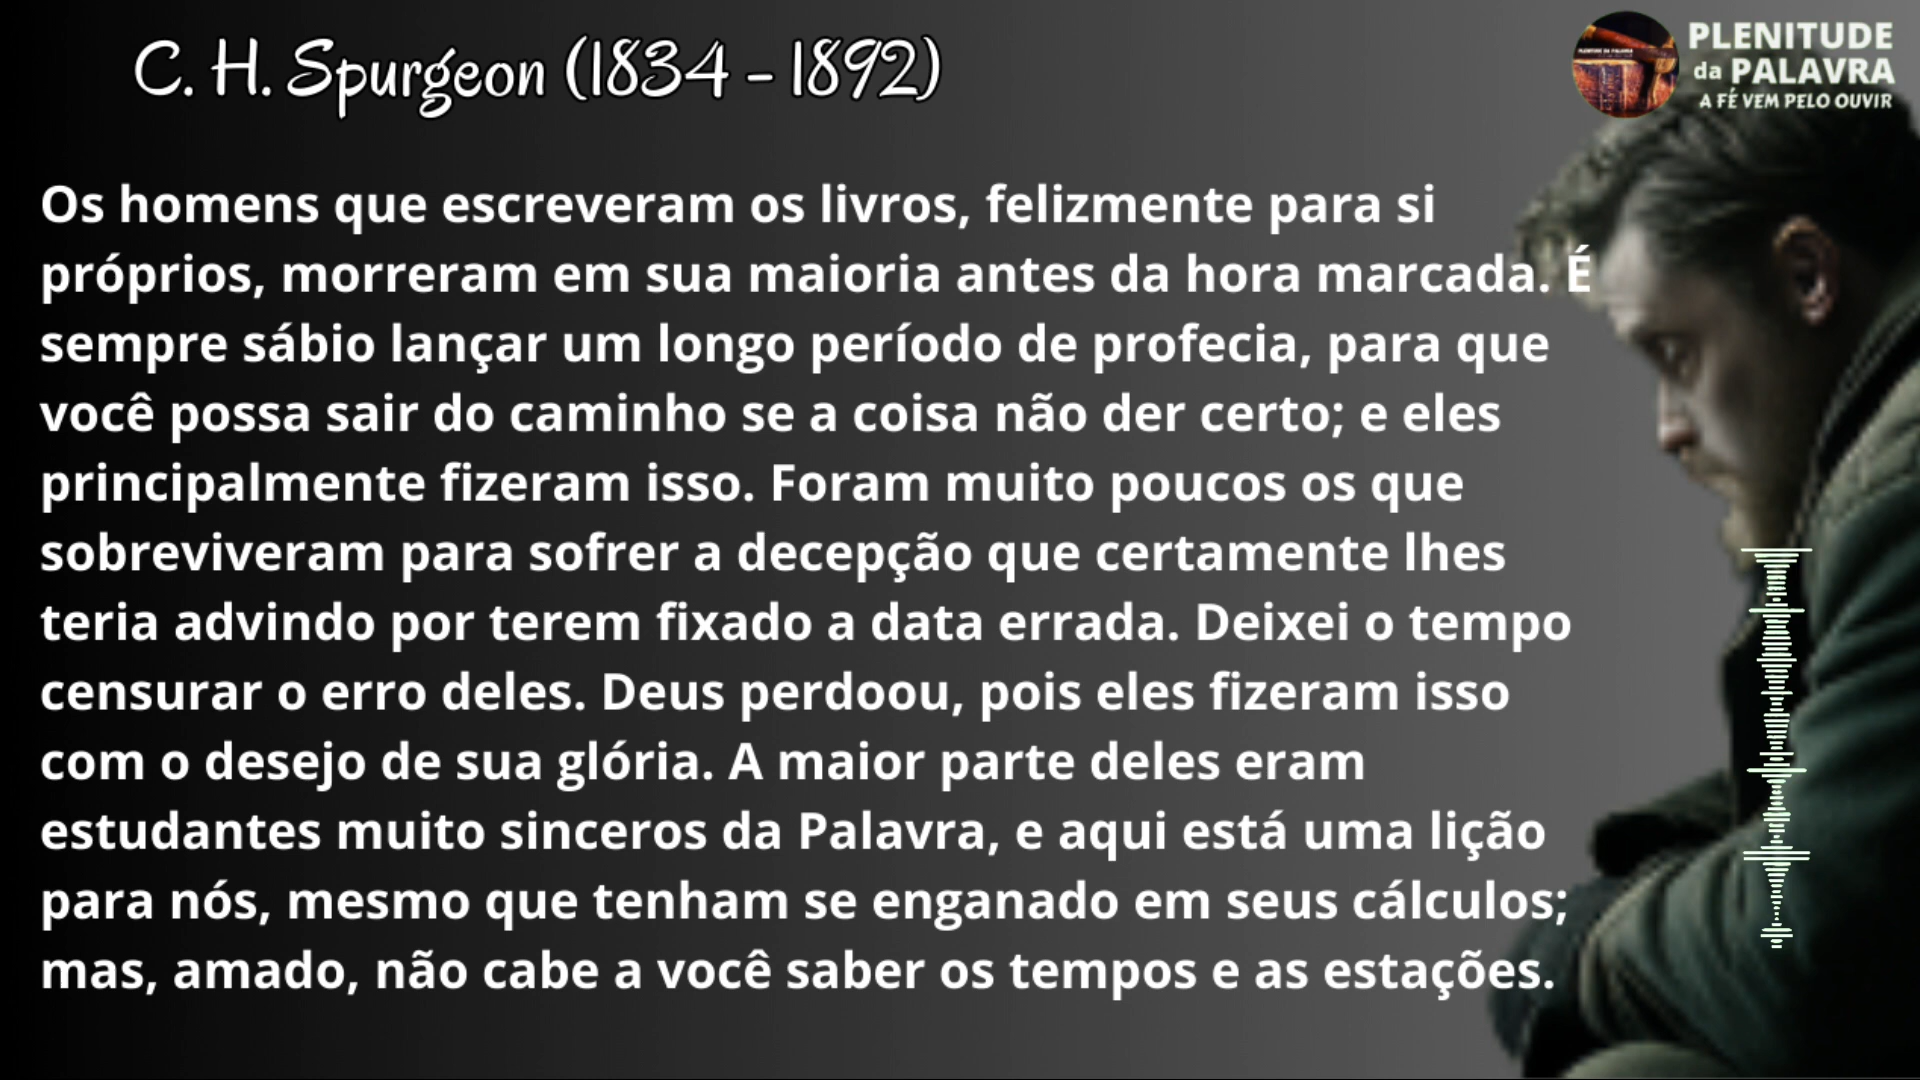 C. H. Spurgeon (1834 - 1892)
PLENITUDE
da PALAVRA
A FÉ VEM PELO OUVIR
Os homens que escreveram os livros, felizmente para si
próprios, morreram em sua maioria antes da hora marcada. É
sempre sábio lançar um longo período de profecia, para que
você possa sair do caminho se a coisa não der certo; e eles
principalmente fizeram isso. Foram muito poucos os que
sobreviveram para sofrer a decepção que certamente lhes
teria advindo por terem fixado a data errada. Deixei o tempo
censurar o erro deles. Deus perdoou, pois eles fizeram isso
com o desejo de sua glória. A maior parte deles eram
estudantes muito sinceros da Palavra, e aqui está uma lição
para nós, mesmo que tenham se enganado em seus cálculos;
mas, amado, não cabe a você saber os tempos e as estações.